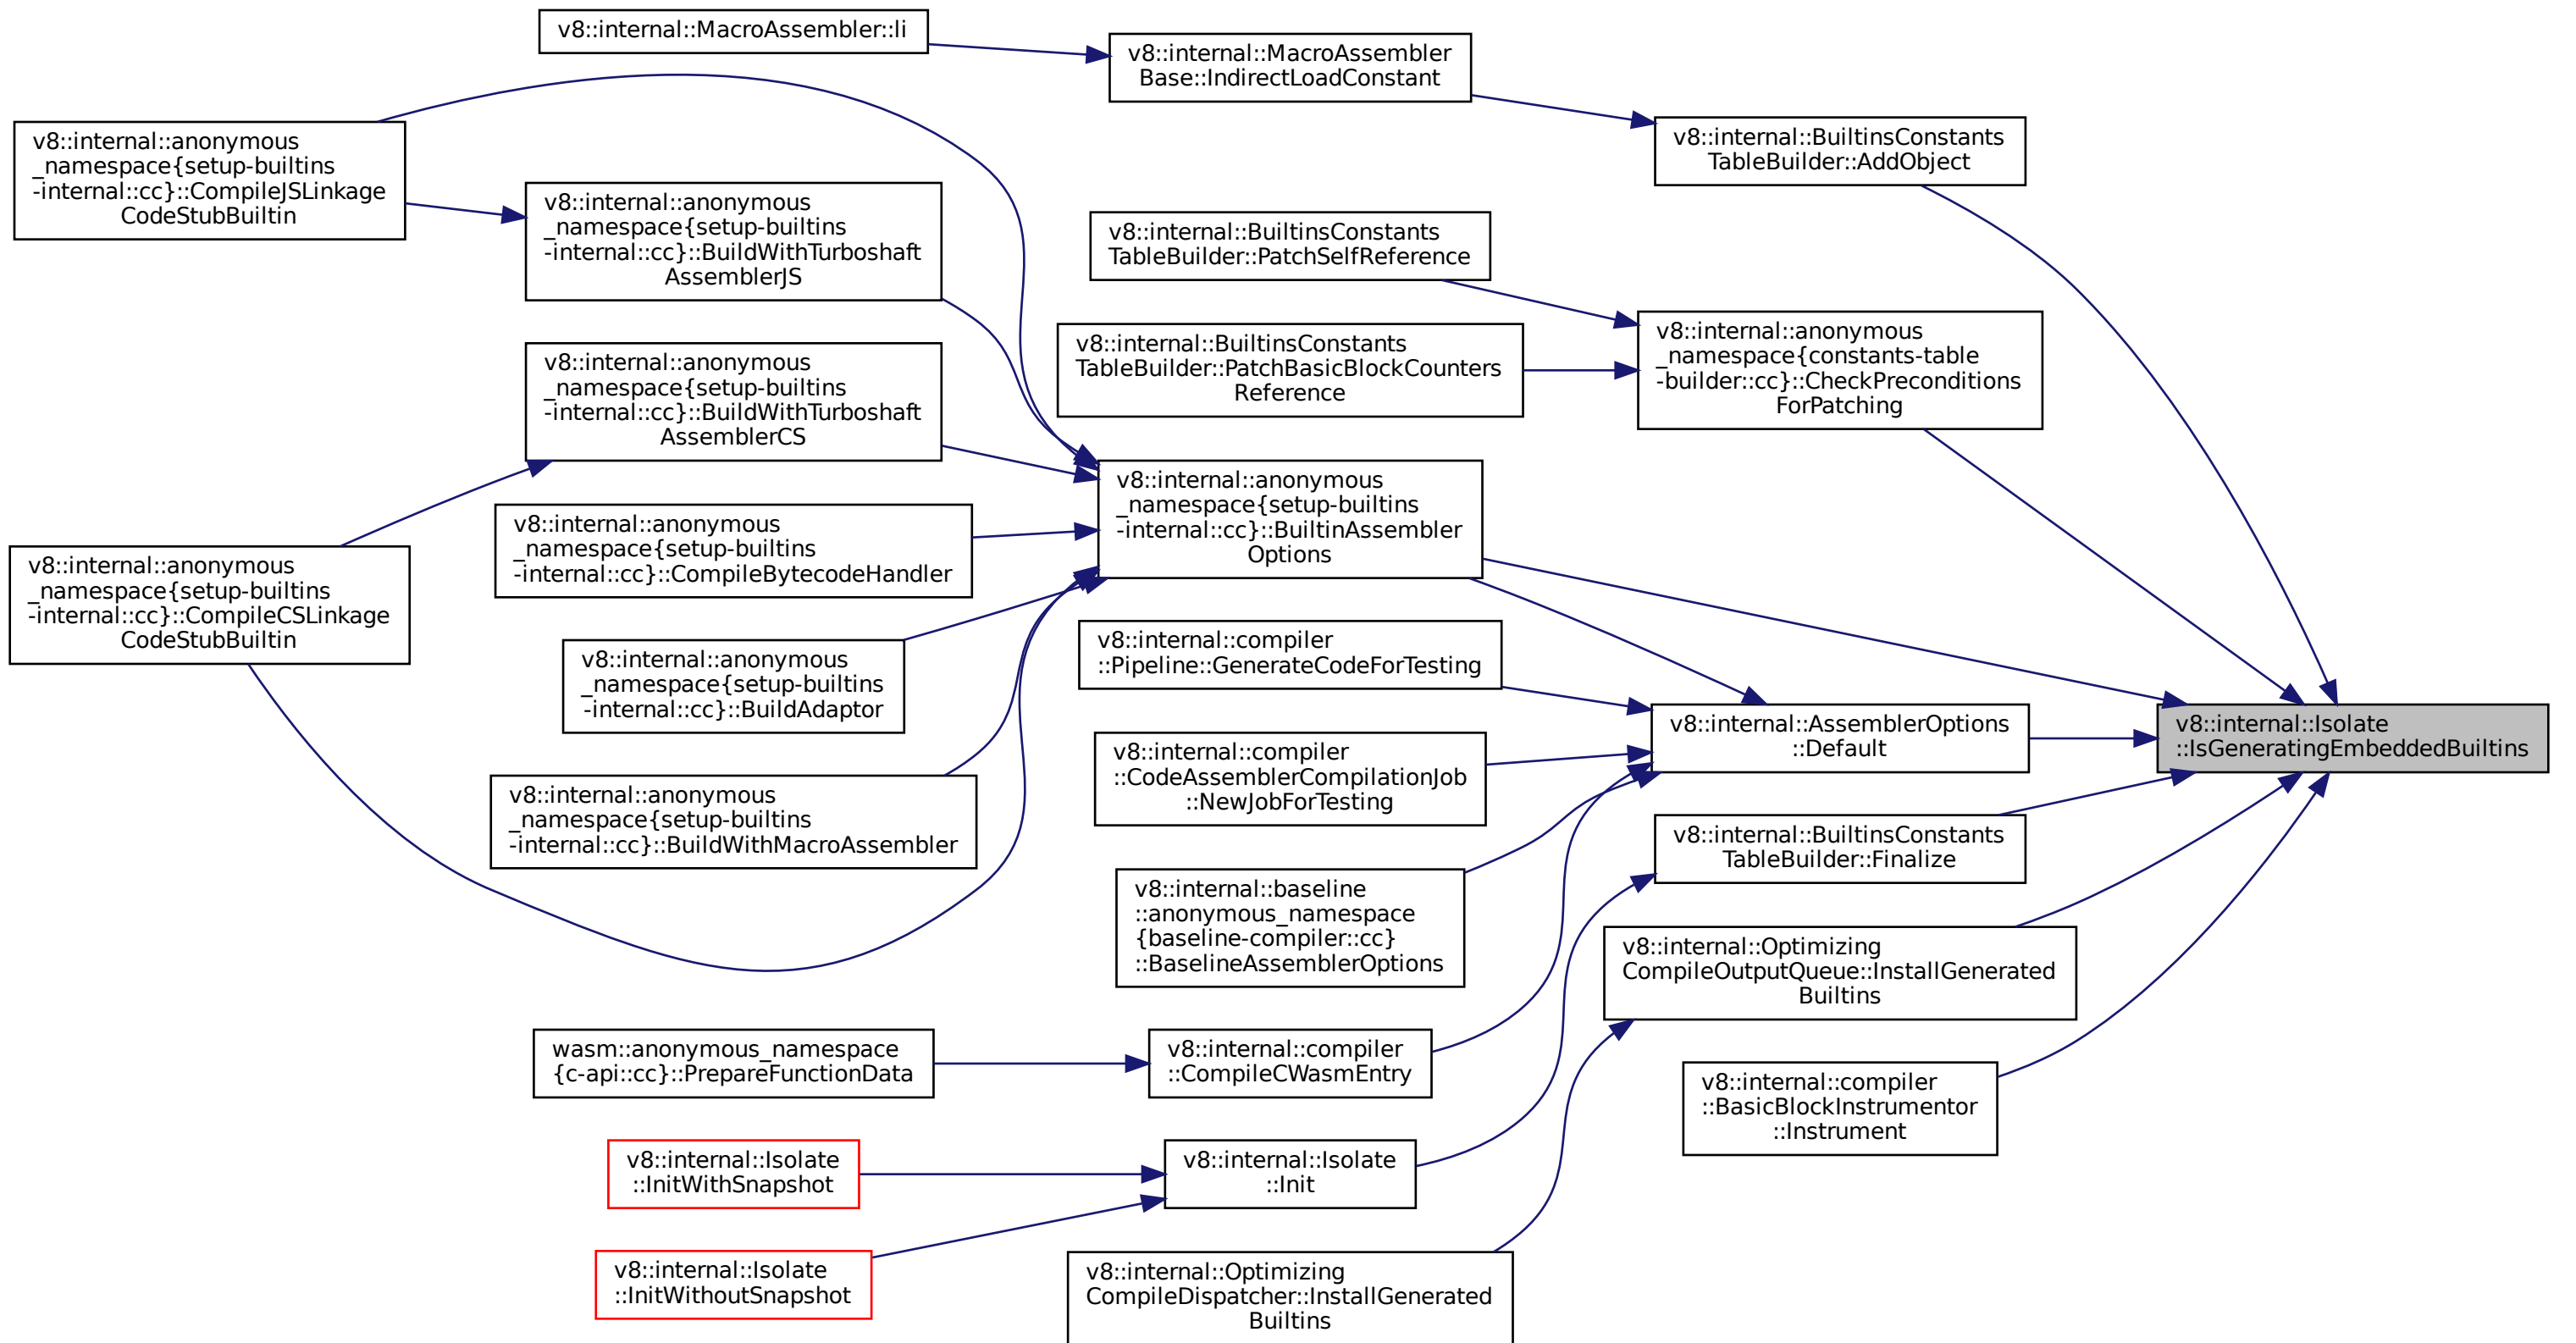 v8::internal::MacroAssembler::li
v8::internal::MacroAssembler
Base::IndirectLoadConstant
v8::internal::anonymous
_namespace{setup-builtins
-internal::cc}::CompileJSLinkage
CodeStubBuiltin
v8::internal::BuiltinsConstants
TableBuilder::AddObject
v8::internal::anonymous
_namespace{setup-builtins
-internal::cc}::BuildWithTurboshaft
AssemblerJS
v8::internal::BuiltinsConstants
TableBuilder::PatchSelfReference
v8::internal::BuiltinsConstants
TableBuilder::PatchBasicBlockCounters
Reference
v8::internal::anonymous
_namespace{constants-table
-builder::cc}::CheckPreconditions
ForPatching
v8::internal::anonymous
_namespace{setup-builtins
-internal::cc}::BuildWithTurboshaft
AssemblerCS
v8::internal::anonymous
_namespace{setup-builtins
-internal::cc}::BuiltinAssembler
Options
v8::internal::anonymous
_namespace{setup-builtins
-internal::cc}::CompileBytecodeHandler
v8::internal::anonymous
_namespace{setup-builtins
-internal::cc}::CompileCSLinkage
CodeStubBuiltin
v8::internal::compiler
::Pipeline::GenerateCodeForTesting
v8::internal::anonymous
_namespace{setup-builtins
-internal::cc}::BuildAdaptor
v8::internal::AssemblerOptions
::Default
v8::internal::Isolate
::IsGeneratingEmbeddedBuiltins
v8::internal::compiler
::CodeAssemblerCompilationJob
::NewJobForTesting
v8::internal::anonymous
_namespace{setup-builtins
-internal::cc}::BuildWithMacroAssembler
v8::internal::BuiltinsConstants
TableBuilder::Finalize
v8::internal::baseline
::anonymous_namespace
{baseline-compiler::cc}
::BaselineAssemblerOptions
v8::internal::Optimizing
CompileOutputQueue::InstallGenerated
Builtins
wasm::anonymous_namespace
{c-api::cc}::PrepareFunctionData
v8::internal::compiler
::CompileCWasmEntry
v8::internal::compiler
::BasicBlockInstrumentor
::Instrument
v8::internal::Isolate
::InitWithSnapshot
v8::internal::Isolate
::Init
v8::internal::Isolate
::InitWithoutSnapshot
v8::internal::Optimizing
CompileDispatcher::InstallGenerated
Builtins